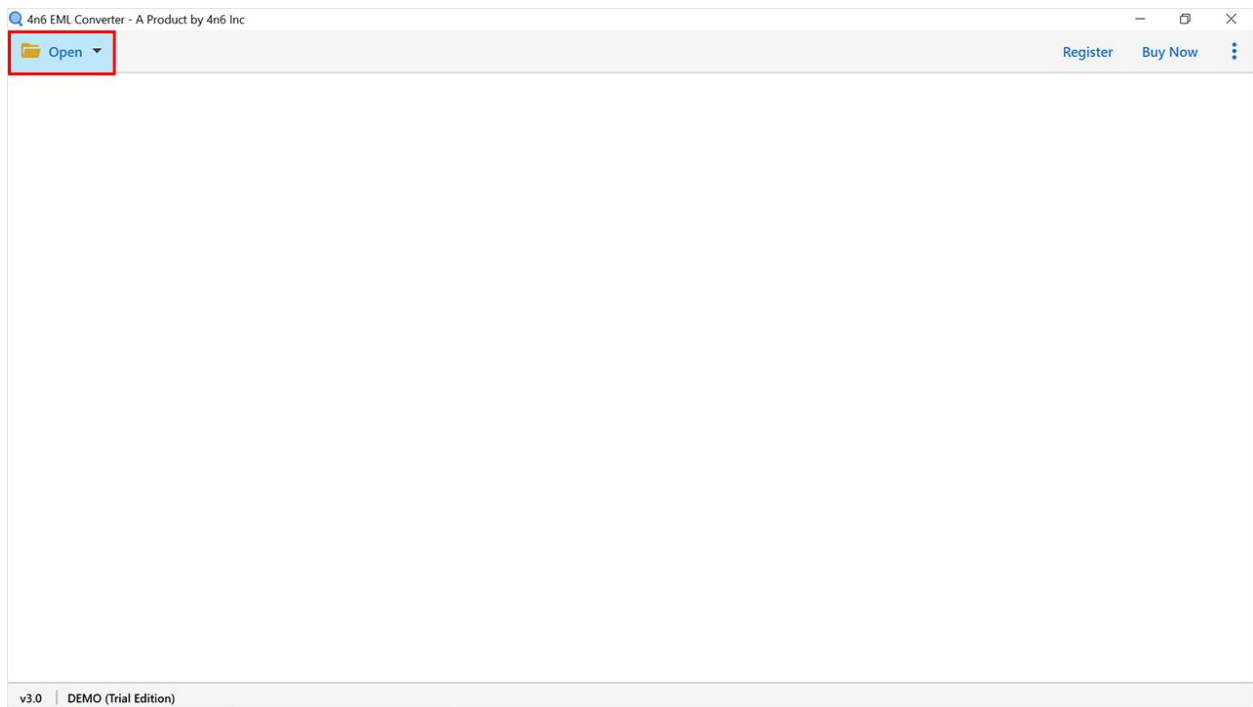 4n6 EML Converter - A Product by 4n6 Inc
Open Register Buy Now
v3.0 DEMO (Trial Edition)